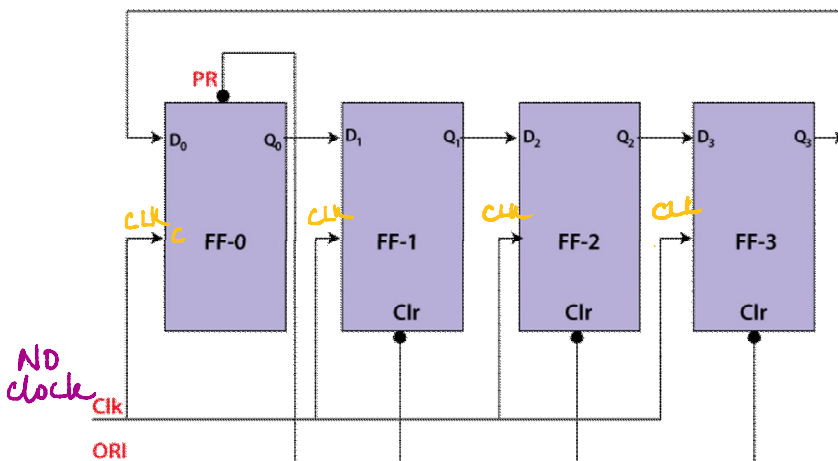 PR
D₀ Q₀ D₁ Q₁ D₂ Q₂ D₃ Q₃
CLK CLK CLK CLK
C
FF-0 FF-1 FF-2 FF-3
Clr Clr Clr
NO
clock
Clk
ORI